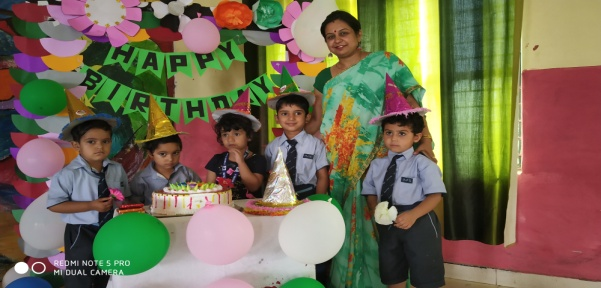 HAPPY
BIRTHDAY
REDMI NOTE 5 PRO
MI DUAL CAMERA